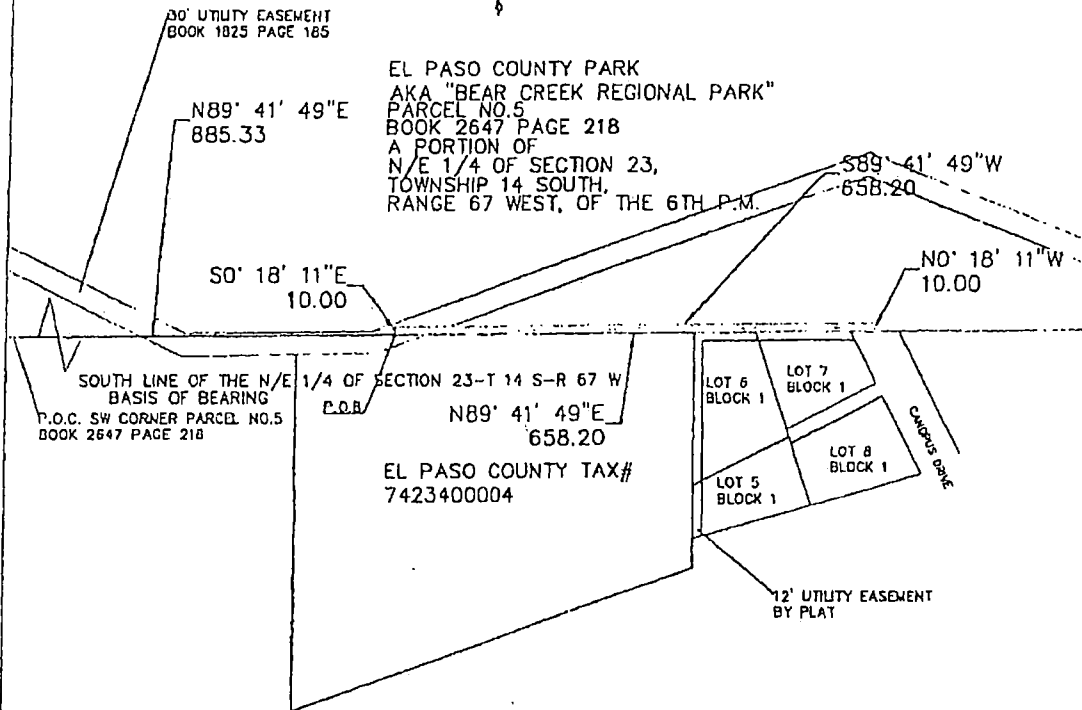 30' UTILITY EASEMENT
BOOK 1825 PAGE 185
EL PASO COUNTY PARK
AKA "BEAR CREEK REGIONAL PARK"
PARCEL NO.5
BOOK 2647 PAGE 218
A PORTION OF
N/E 1/4 OF SECTION 23,
TOWNSHIP 14 SOUTH,
RANGE 67 WEST, OF THE 6TH P.M.
N89° 41' 49"E
885.33
S89° 41' 49"W
658.20
S0° 18' 11"E
10.00
N0° 18' 11"W
10.00
SOUTH LINE OF THE N/E 1/4 OF SECTION 23-T 14 S-R 67 W
BASIS OF BEARING
P.O.C. SW CORNER PARCEL NO.5
BOOK 2647 PAGE 218
P.O.B.
N89° 41' 49"E
658.20
EL PASO COUNTY TAX#
7423400004
LOT 6
BLOCK 1
LOT 7
BLOCK 1
LOT 5
BLOCK 1
LOT 8
BLOCK 1
CANOPUS DRIVE
12' UTILITY EASEMENT
BY PLAT